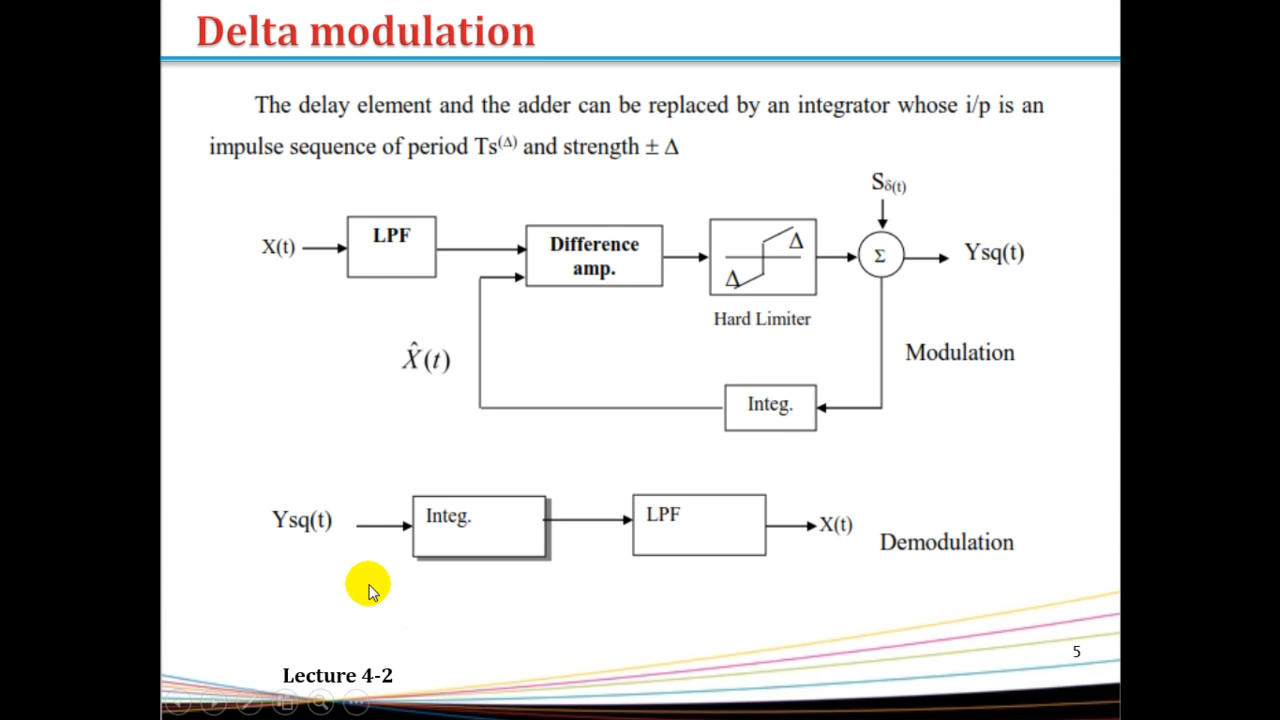 Delta modulation
The delay element and the adder can be replaced by an integrator whose i/p is an
impulse sequence of period Ts(Δ) and strength ± Δ
Sδ(t)
X(t)
LPF
Difference
amp.
Δ
Δ
Σ
Ysq(t)
Hard Limiter
X̂(t)
Modulation
Integ.
Ysq(t)
Integ.
LPF
X(t)
Demodulation
5
Lecture 4-2